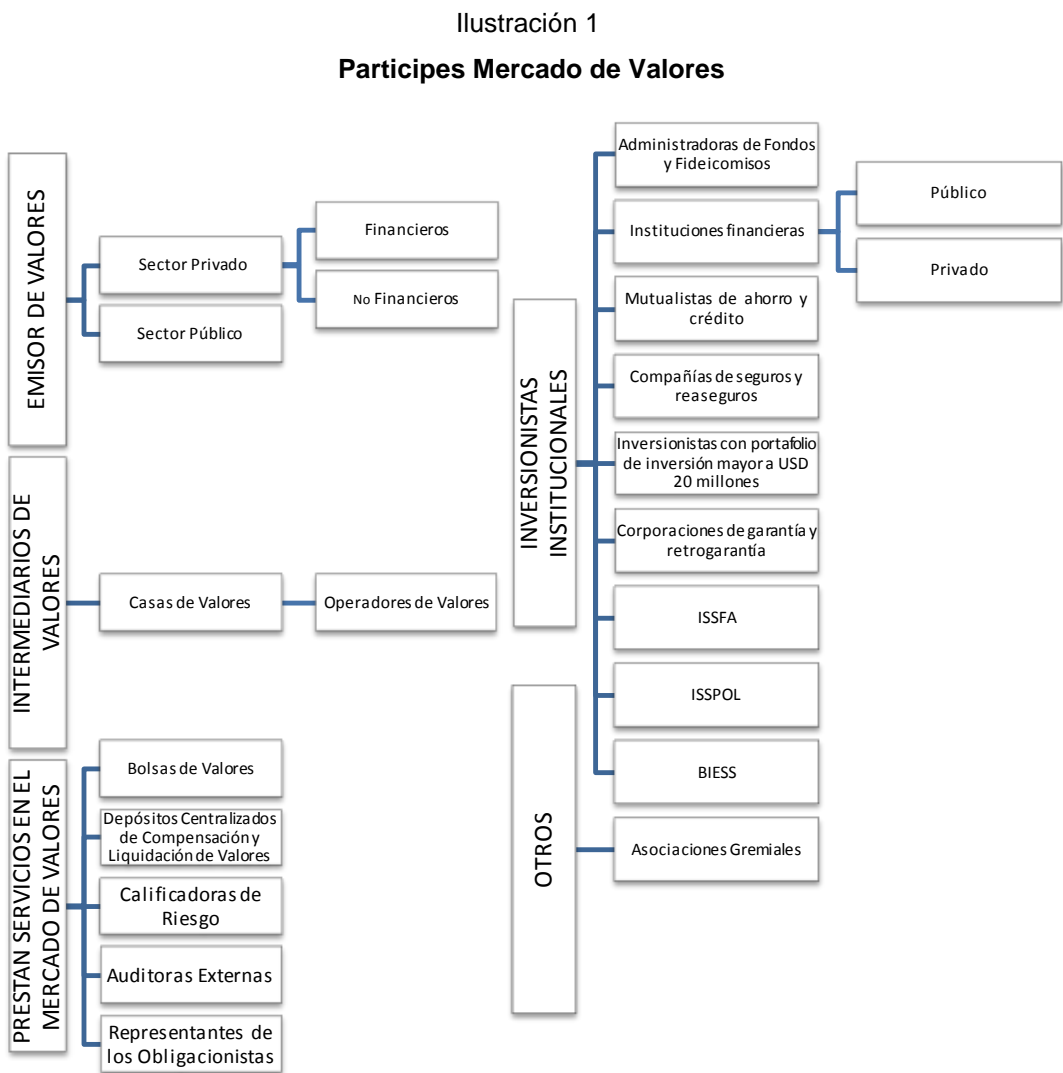 Ilustración 1
Participes Mercado de Valores
EMISOR DE VALORES
Sector Privado
Financieros
No Financieros
Sector Público
INTERMEDIARIOS DE
VALORES
Casas de Valores
Operadores de Valores
PRESTAN SERVICIOS EN EL
MERCADO DE VALORES
Bolsas de Valores
Depósitos Centralizados
de Compensación y
Liquidación de Valores
Calificadoras de
Riesgo
Auditoras Externas
Representantes de
los Obligacionistas
INVERSIONISTAS
INSTITUCIONALES
Administradoras de Fondos
y Fideicomisos
Instituciones financieras
Público
Privado
Mutualistas de ahorro y
crédito
Compañías de seguros y
reaseguros
Inversionistas con portafolio
de inversión mayor a USD
20 millones
Corporaciones de garantía y
retrogarantía
ISSFA
ISSPOL
BIESS
OTROS
Asociaciones Gremiales